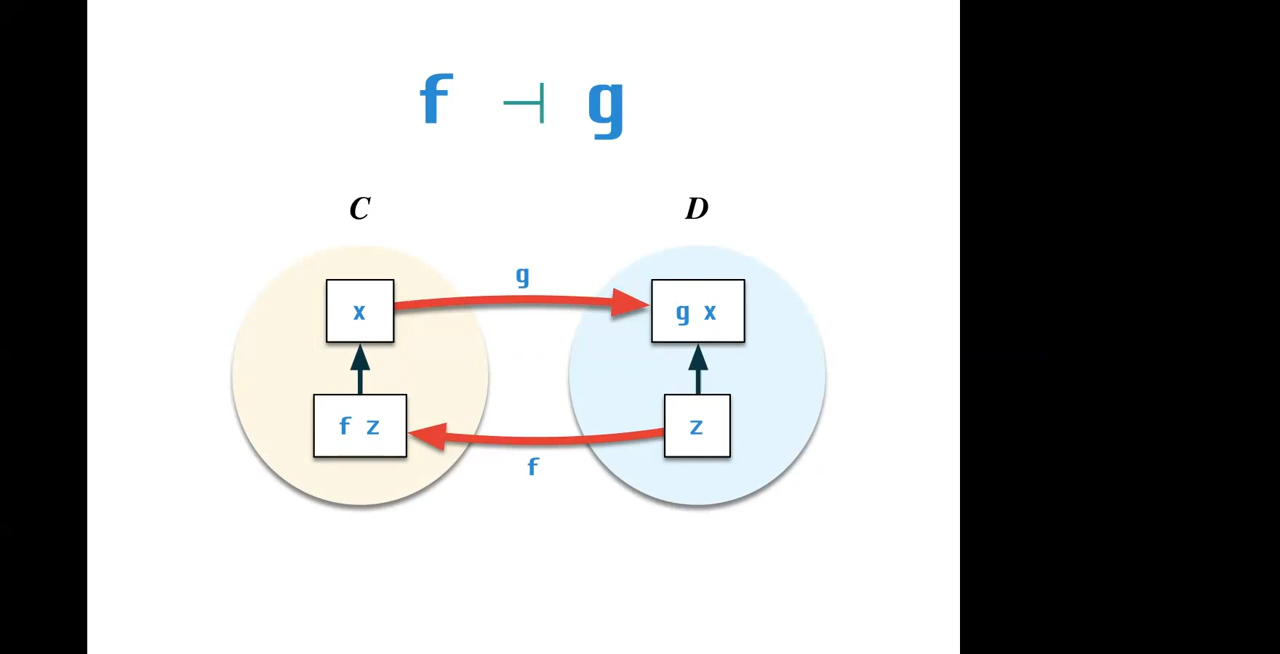 f ⊣ g
C D
g
x g x
f z z
f